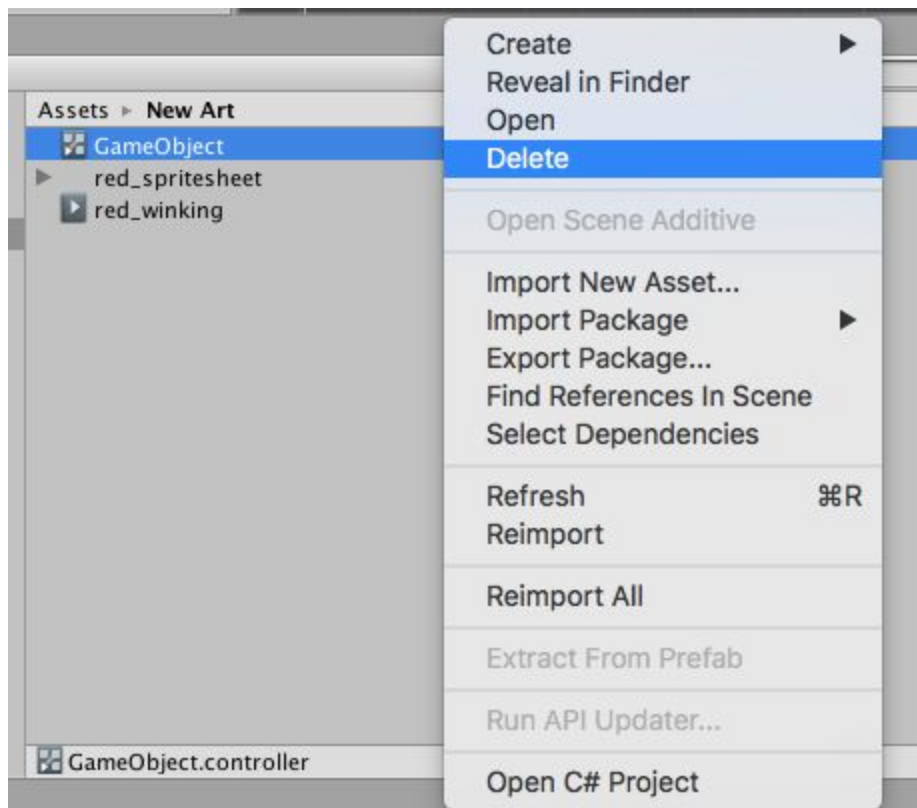 Assets ▸ New Art
GameObject
red_spritesheet
red_winking
GameObject.controller
Create
Reveal in Finder
Open
Delete
Open Scene Additive
Import New Asset...
Import Package
Export Package...
Find References In Scene
Select Dependencies
Refresh ⌘R
Reimport
Reimport All
Extract From Prefab
Run API Updater...
Open C# Project